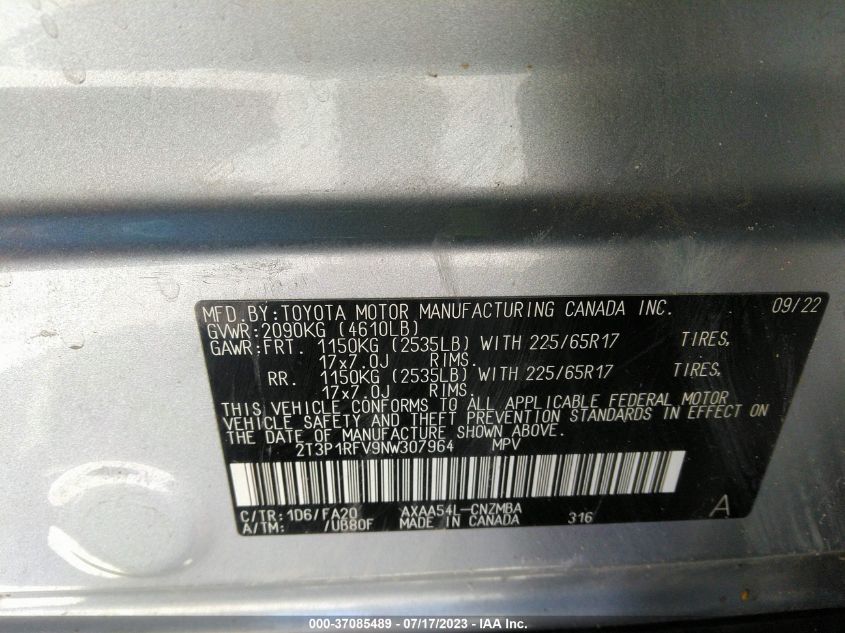 MFD. BY: TOYOTA MOTOR MANUFACTURING CANADA INC. 09/22
GVWR: 2090KG (4610LB)
GAWR: FRT. 1150KG (2535LB) WITH 225/65R17 TIRES,
17x7.0J RIMS.
RR. 1150KG (2535LB) WITH 225/65R17 TIRES,
17x7.0J RIMS.
THIS VEHICLE CONFORMS TO ALL APPLICABLE FEDERAL MOTOR
VEHICLE SAFETY AND THEFT PREVENTION STANDARDS IN EFFECT ON
THE DATE OF MANUFACTURE SHOWN ABOVE.
2T3P1RFV9NW307964 MPV
C/TR: 1D6/FA20 AXAA54L-CNZMBA
A/TM: /UB80F MADE IN CANADA 316 A
000-37085489 - 07/17/2023 - IAA Inc.